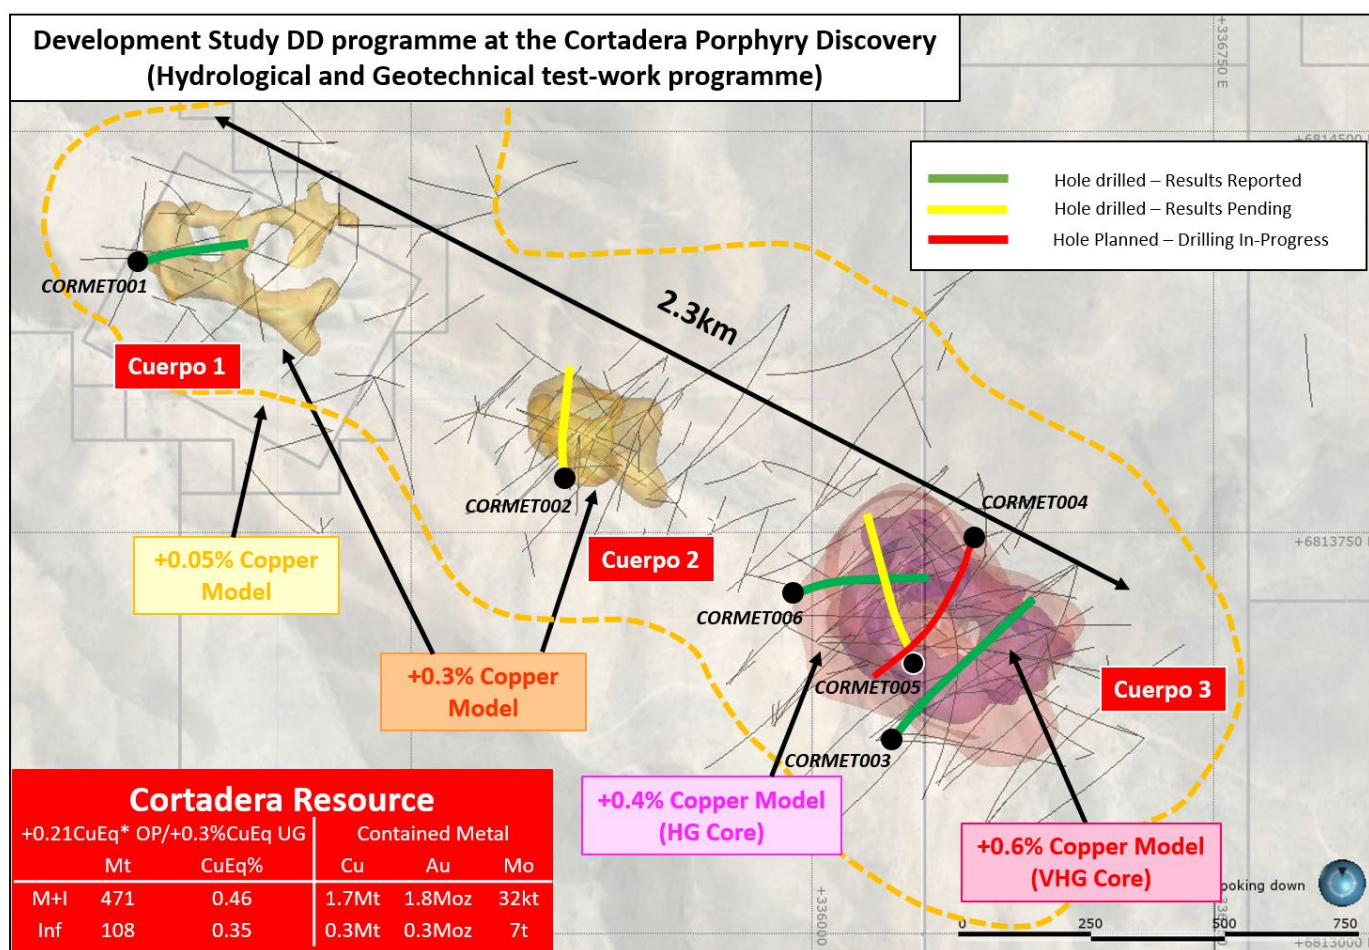 Development Study DD programme at the Cortadera Porphyry Discovery
(Hydrological and Geotechnical test-work programme)
+336750 E
+6814500
Hole drilled – Results Reported
Hole drilled – Results Pending
Hole Planned – Drilling In-Progress
2.3km
CORMET001
Cuerpo 1
CORMET002
CORMET004
+6813750
Cuerpo 2
+0.05% Copper
Model
CORMET006
+0.3% Copper
Model
CORMET005
Cuerpo 3
CORMET003
+0.4% Copper Model
(HG Core)
+0.6% Copper Model
(VHG Core)
Cortadera Resource
+0.21CuEq* OP/+0.3%CuEq UG Contained Metal
Mt CuEq% Cu Au Mo
M+I 471 0.46 1.7Mt 1.8Moz 32kt
Inf 108 0.35 0.3Mt 0.3Moz 7t
+336000
down
0 250 500 750
+6813000